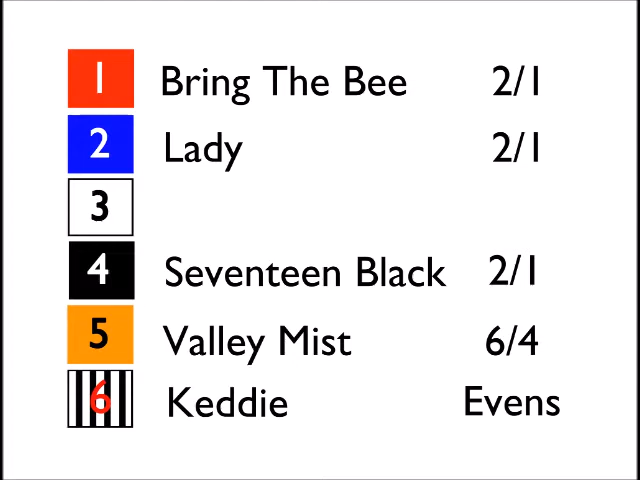 1 Bring The Bee 2/1
2 Lady 2/1
3
4 Seventeen Black 2/1
5 Valley Mist 6/4
6 Keddie Evens